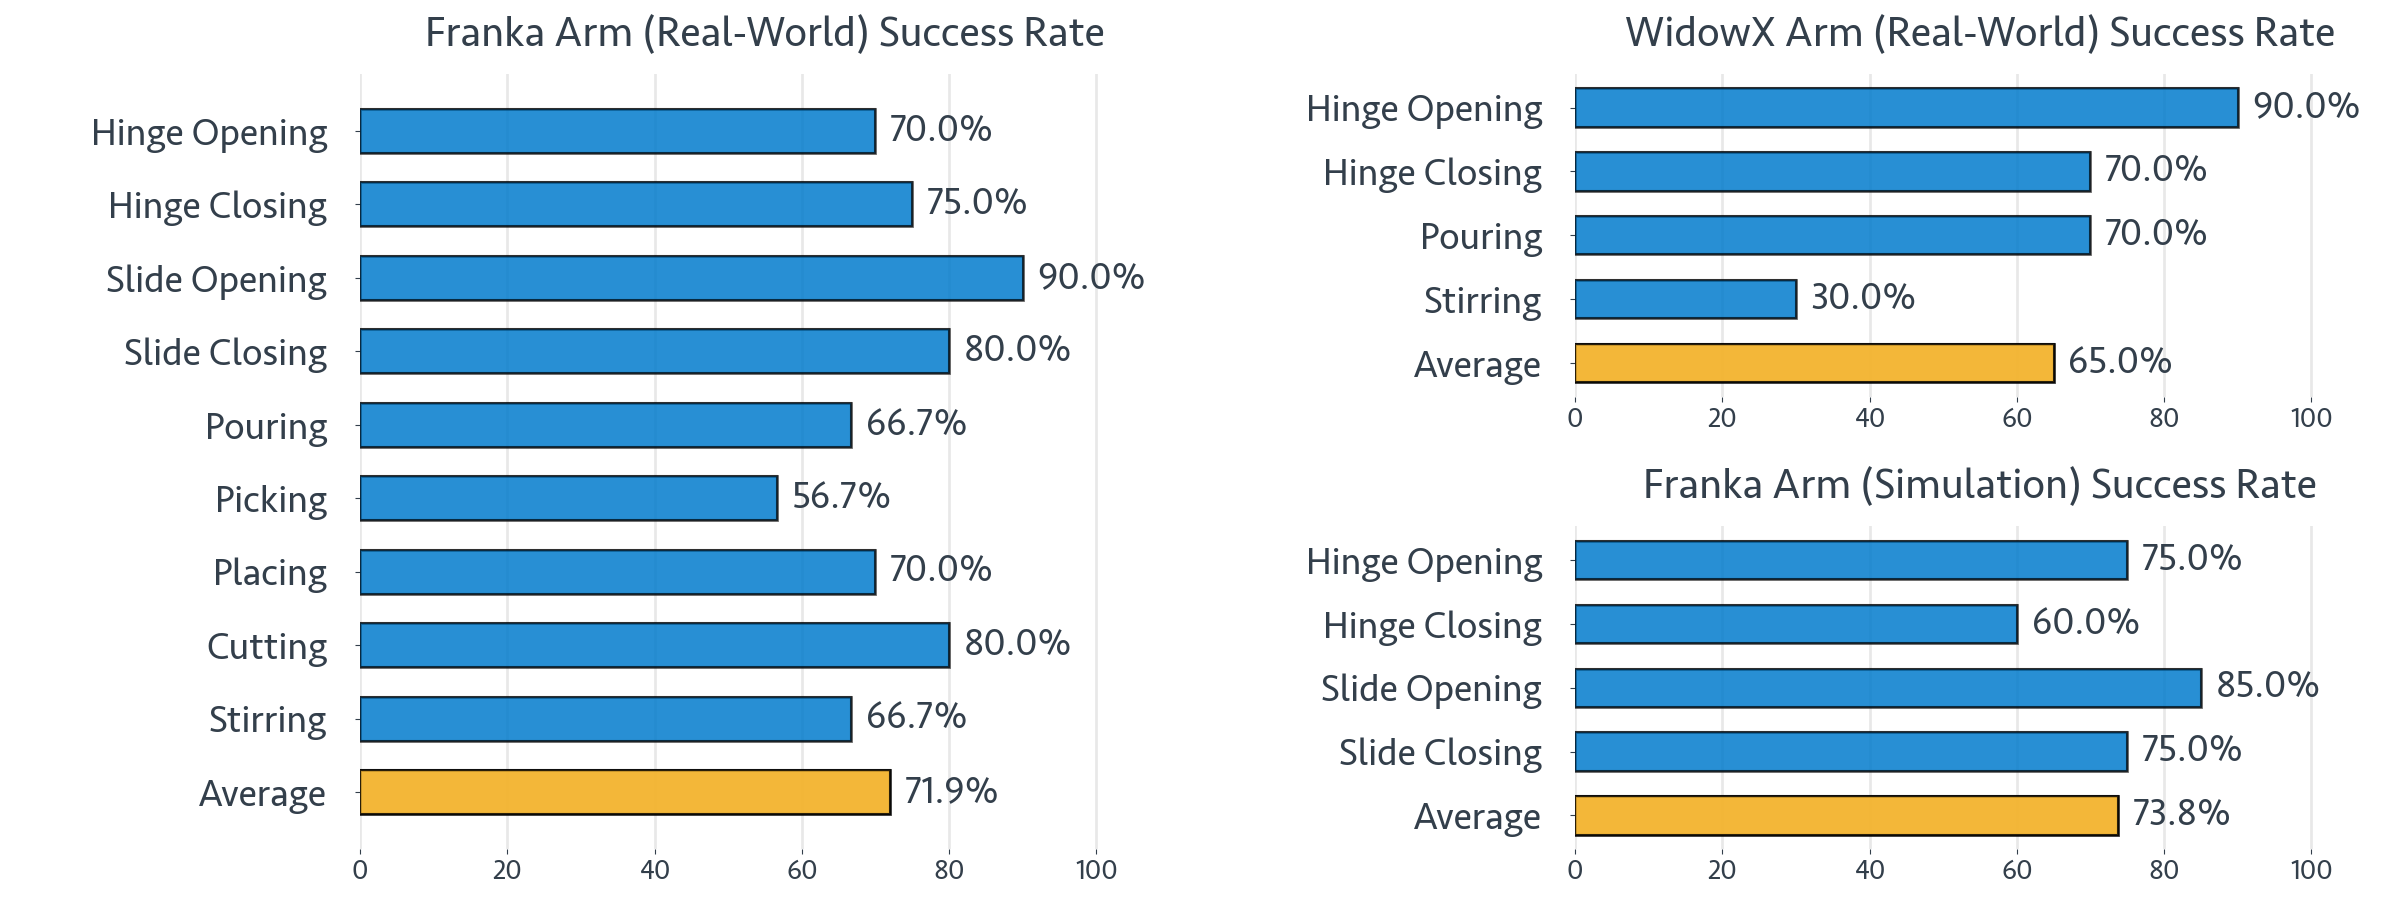 Franka Arm (Real-World) Success Rate
Hinge Opening 70.0%
Hinge Closing 75.0%
Slide Opening 90.0%
Slide Closing 80.0%
Pouring 66.7%
Picking 56.7%
Placing 70.0%
Cutting 80.0%
Stirring 66.7%
Average 71.9%
0 20 40 60 80 100
WidowX Arm (Real-World) Success Rate
Hinge Opening 90.0%
Hinge Closing 70.0%
Pouring 70.0%
Stirring 30.0%
Average 65.0%
0 20 40 60 80 100
Franka Arm (Simulation) Success Rate
Hinge Opening 75.0%
Hinge Closing 60.0%
Slide Opening 85.0%
Slide Closing 75.0%
Average 73.8%
0 20 40 60 80 100